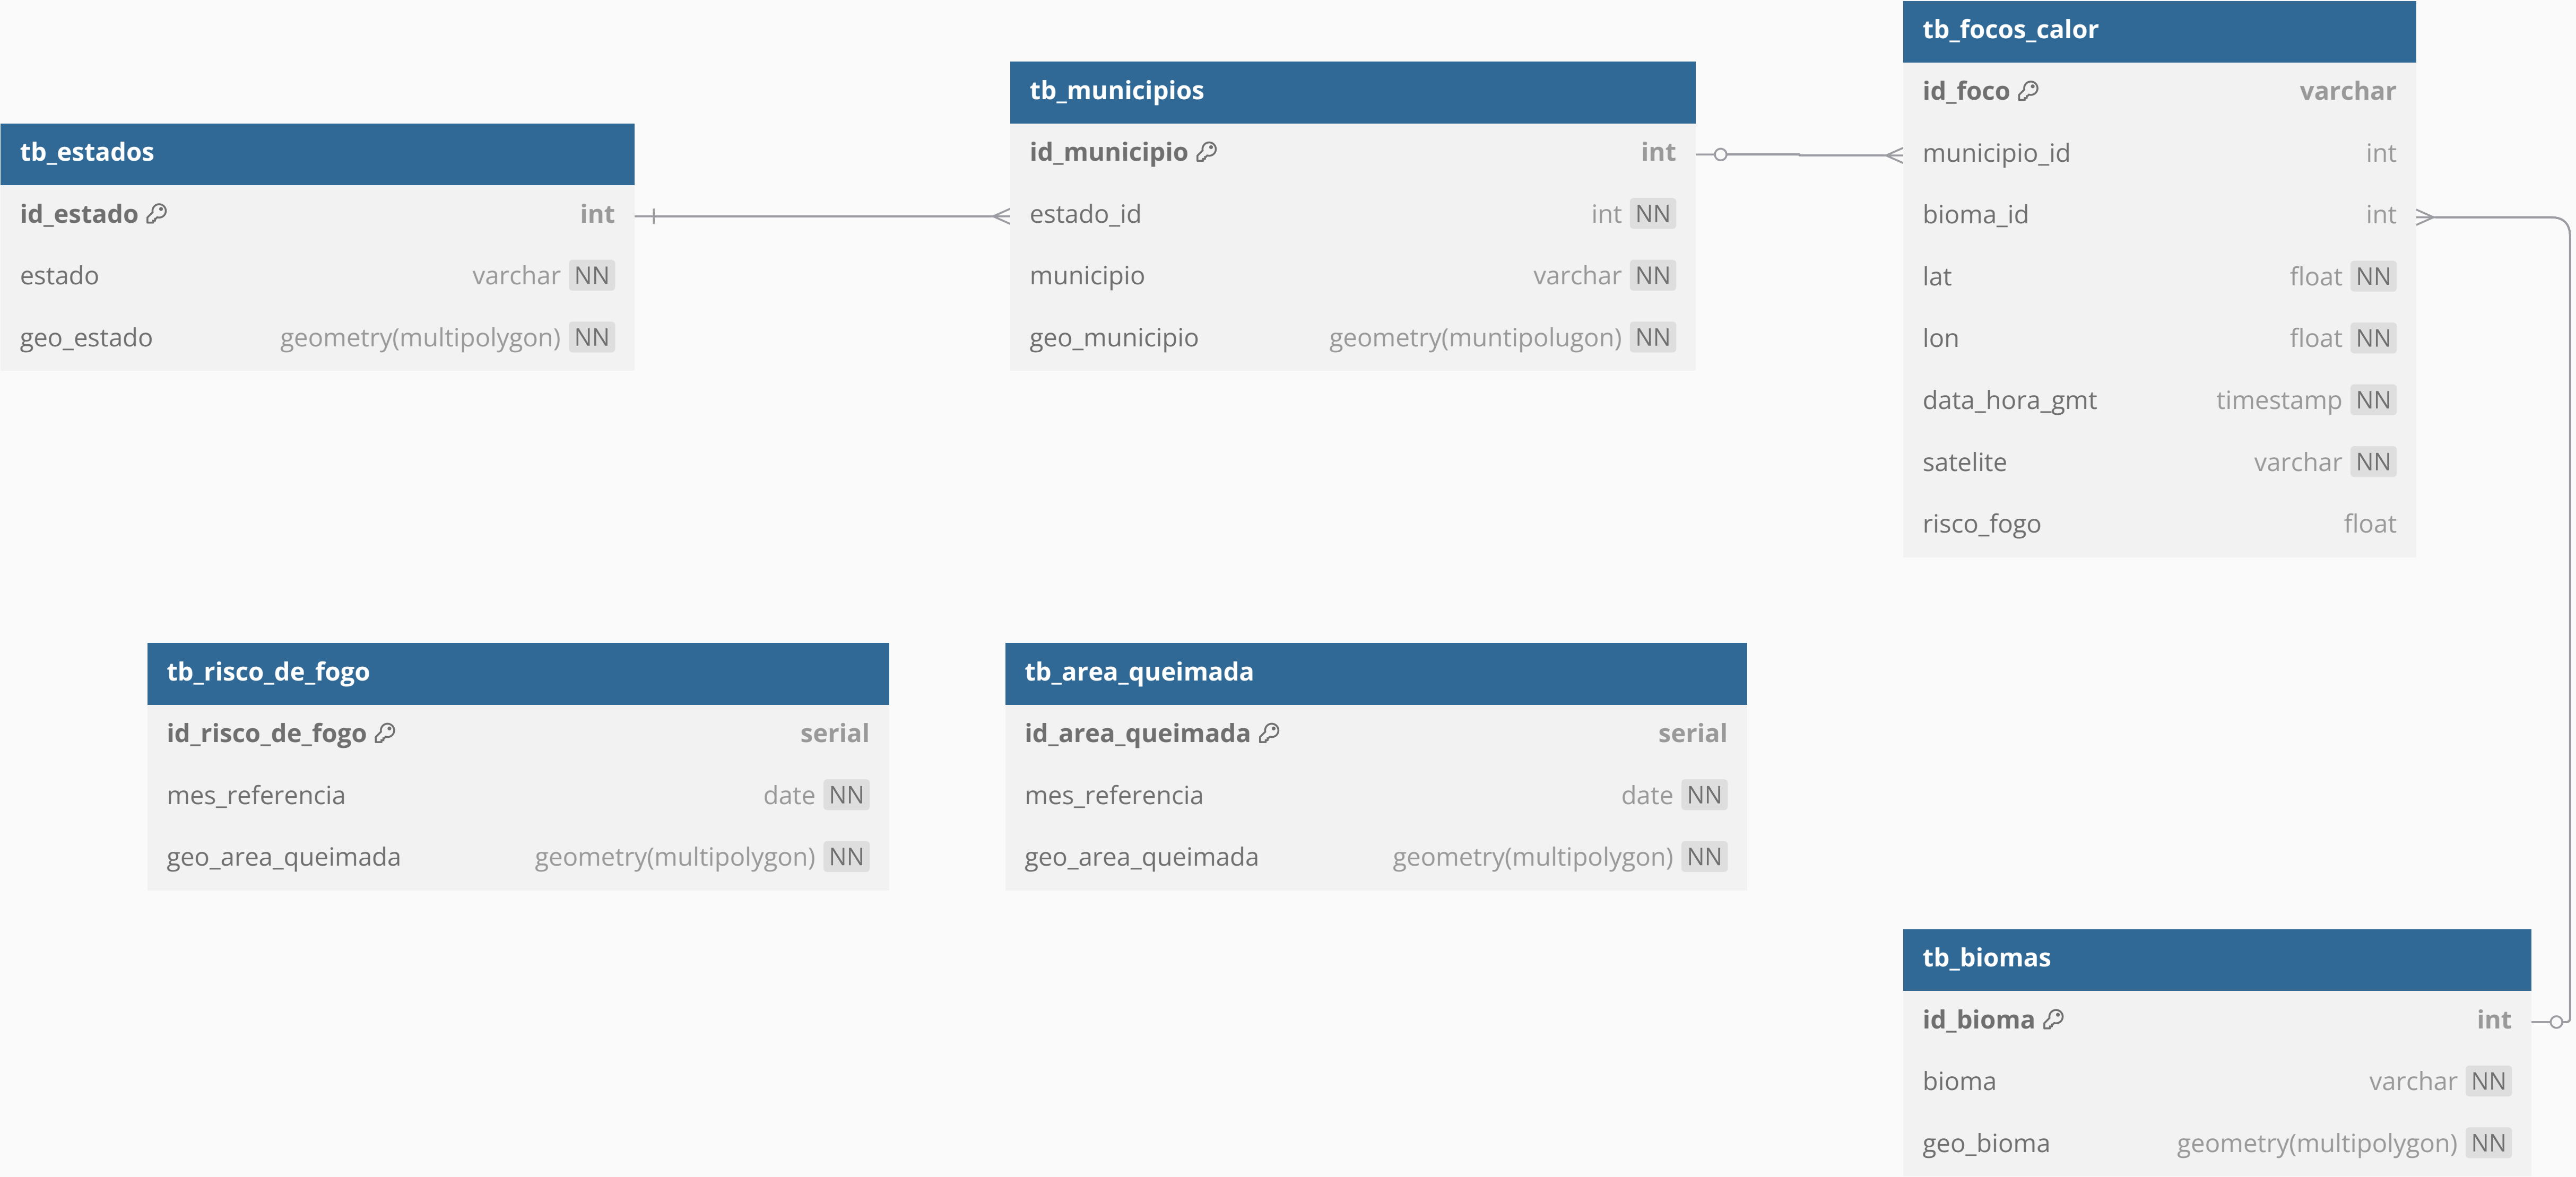 tb_estados
id_estado int
estado varchar NN
geo_estado geometry(multipolygon) NN
tb_municipios
id_municipio int
estado_id int NN
municipio varchar NN
geo_municipio geometry(muntipolugon) NN
tb_focos_calor
id_foco varchar
municipio_id int
bioma_id int
lat float NN
lon float NN
data_hora_gmt timestamp NN
satelite varchar NN
risco_fogo float
tb_risco_de_fogo
id_risco_de_fogo serial
mes_referencia date NN
geo_area_queimada geometry(multipolygon) NN
tb_area_queimada
id_area_queimada serial
mes_referencia date NN
geo_area_queimada geometry(multipolygon) NN
tb_biomas
id_bioma int
bioma varchar NN
geo_bioma geometry(multipolygon) NN